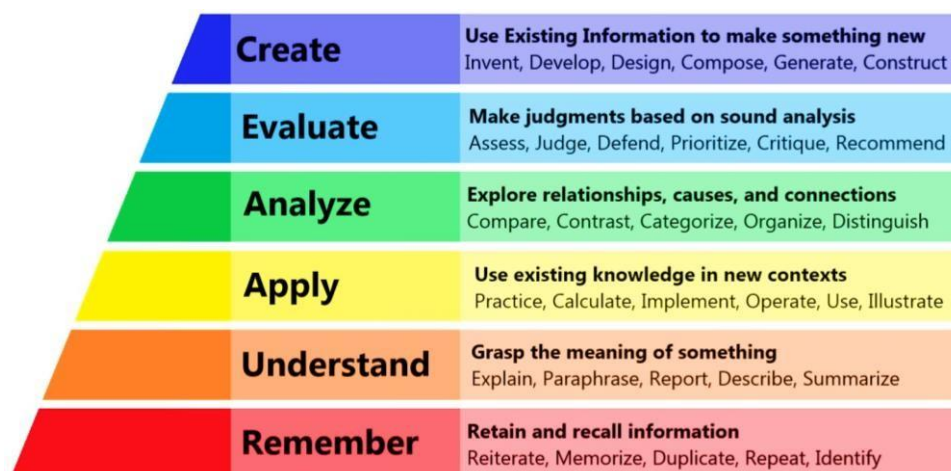 Create
Use Existing Information to make something new
Invent, Develop, Design, Compose, Generate, Construct
Evaluate
Make judgments based on sound analysis
Assess, Judge, Defend, Prioritize, Critique, Recommend
Analyze
Explore relationships, causes, and connections
Compare, Contrast, Categorize, Organize, Distinguish
Apply
Use existing knowledge in new contexts
Practice, Calculate, Implement, Operate, Use, Illustrate
Understand
Grasp the meaning of something
Explain, Paraphrase, Report, Describe, Summarize
Remember
Retain and recall information
Reiterate, Memorize, Duplicate, Repeat, Identify